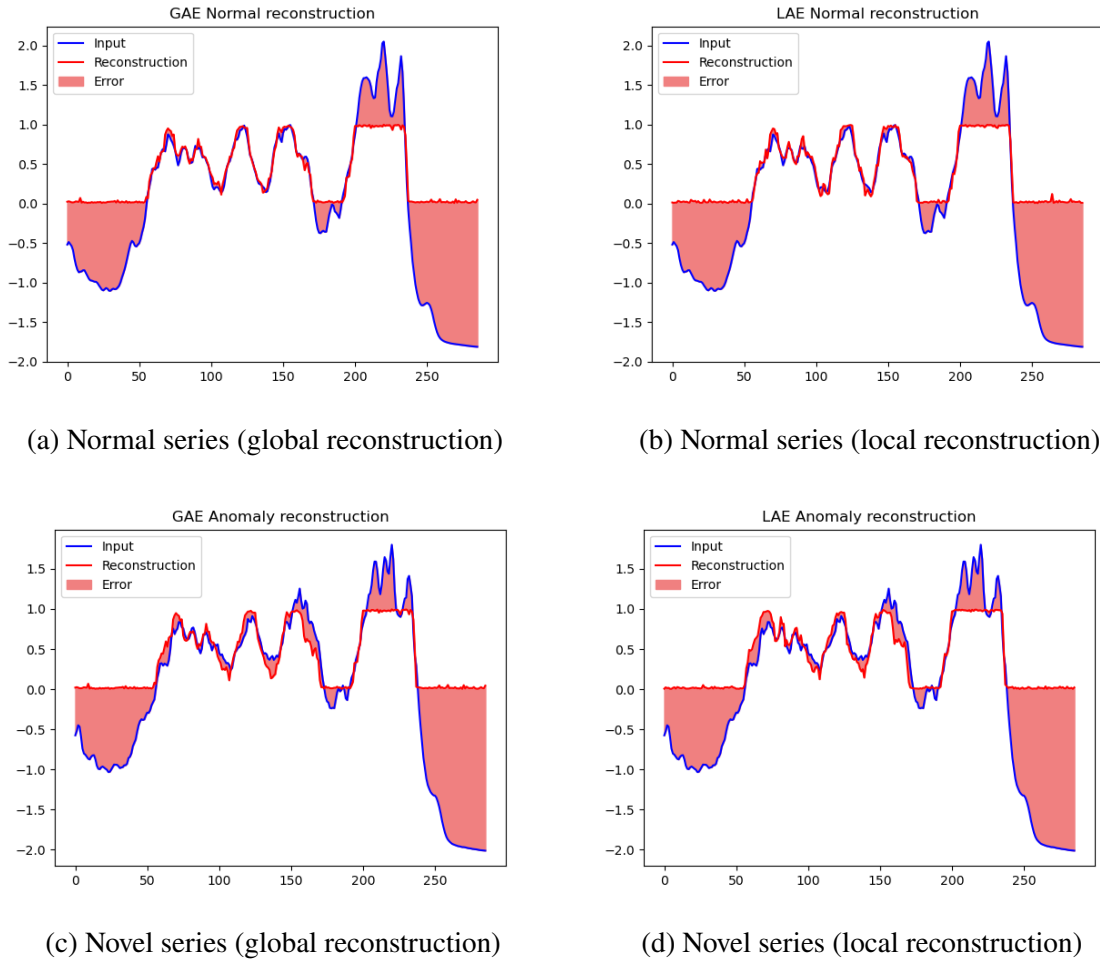 GAE Normal reconstruction
Input
Reconstruction
Error
2.0
1.5
1.0
0.5
0.0
−0.5
−1.0
−1.5
−2.0
0 50 100 150 200 250
(a) Normal series (global reconstruction)
LAE Normal reconstruction
Input
Reconstruction
Error
2.0
1.5
1.0
0.5
0.0
−0.5
−1.0
−1.5
−2.0
0 50 100 150 200 250
(b) Normal series (local reconstruction)
GAE Anomaly reconstruction
Input
Reconstruction
Error
1.5
1.0
0.5
0.0
−0.5
−1.0
−1.5
−2.0
0 50 100 150 200 250
(c) Novel series (global reconstruction)
LAE Anomaly reconstruction
Input
Reconstruction
Error
1.5
1.0
0.5
0.0
−0.5
−1.0
−1.5
−2.0
0 50 100 150 200 250
(d) Novel series (local reconstruction)